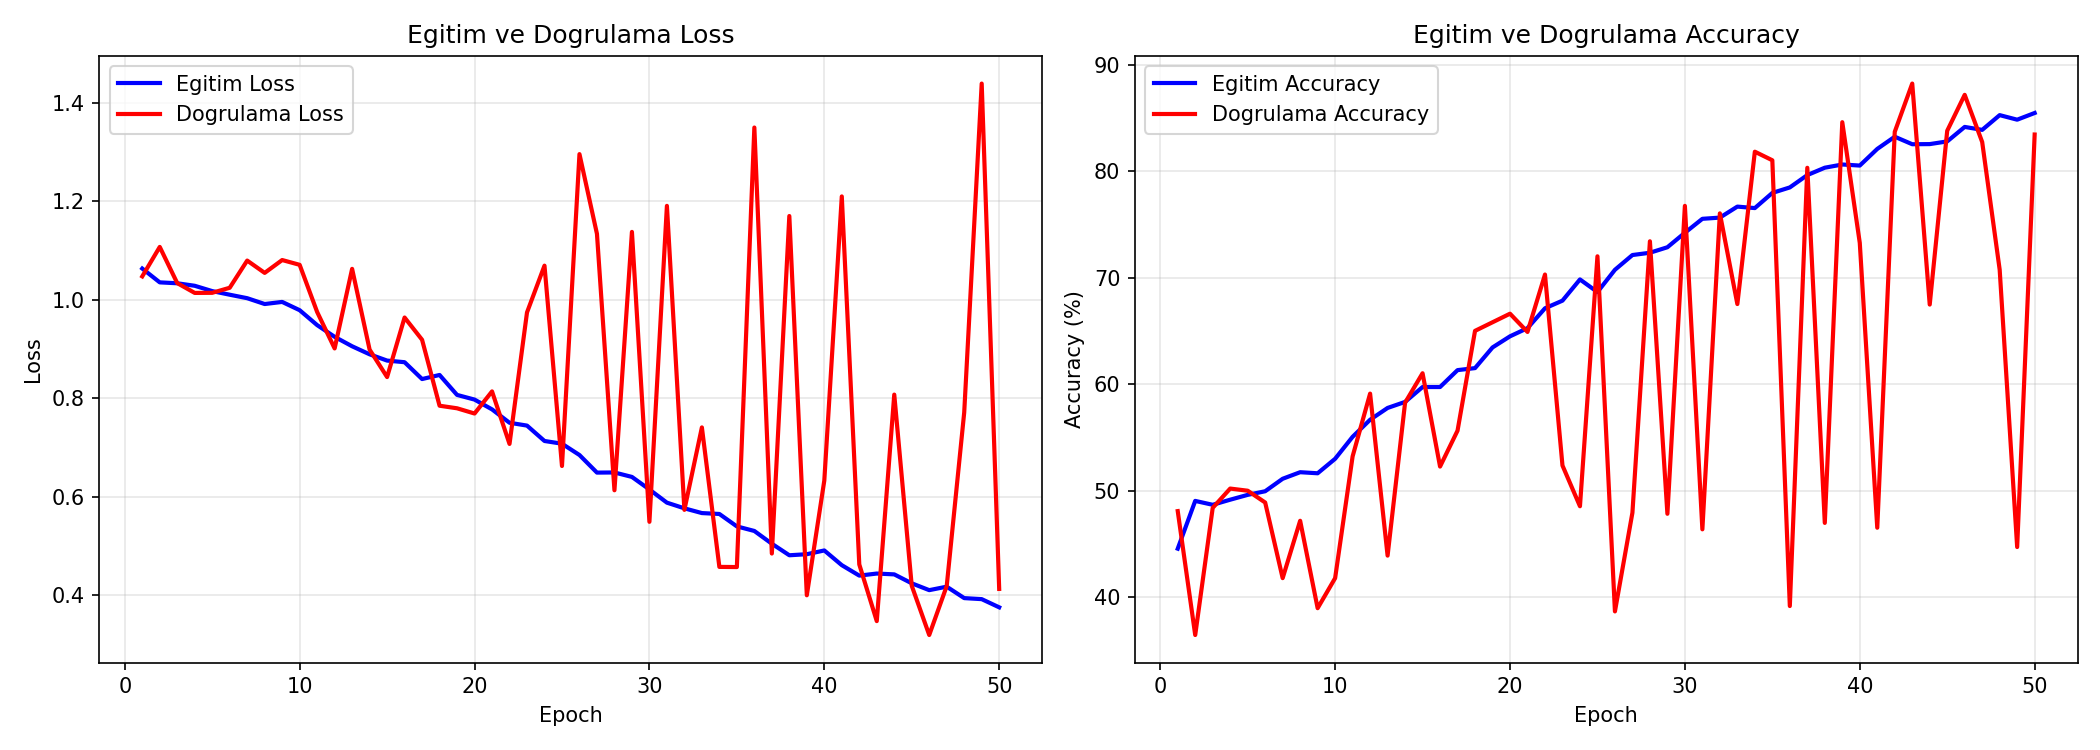 Egitim ve Dogrulama Loss
Egitim Loss
Dogrulama Loss
1.4
1.2
1.0
0.8
0.6
0.4
Loss
0 10 20 30 40 50
Epoch
Egitim ve Dogrulama Accuracy
Egitim Accuracy
Dogrulama Accuracy
90
80
70
60
50
40
Accuracy (%)
0 10 20 30 40 50
Epoch